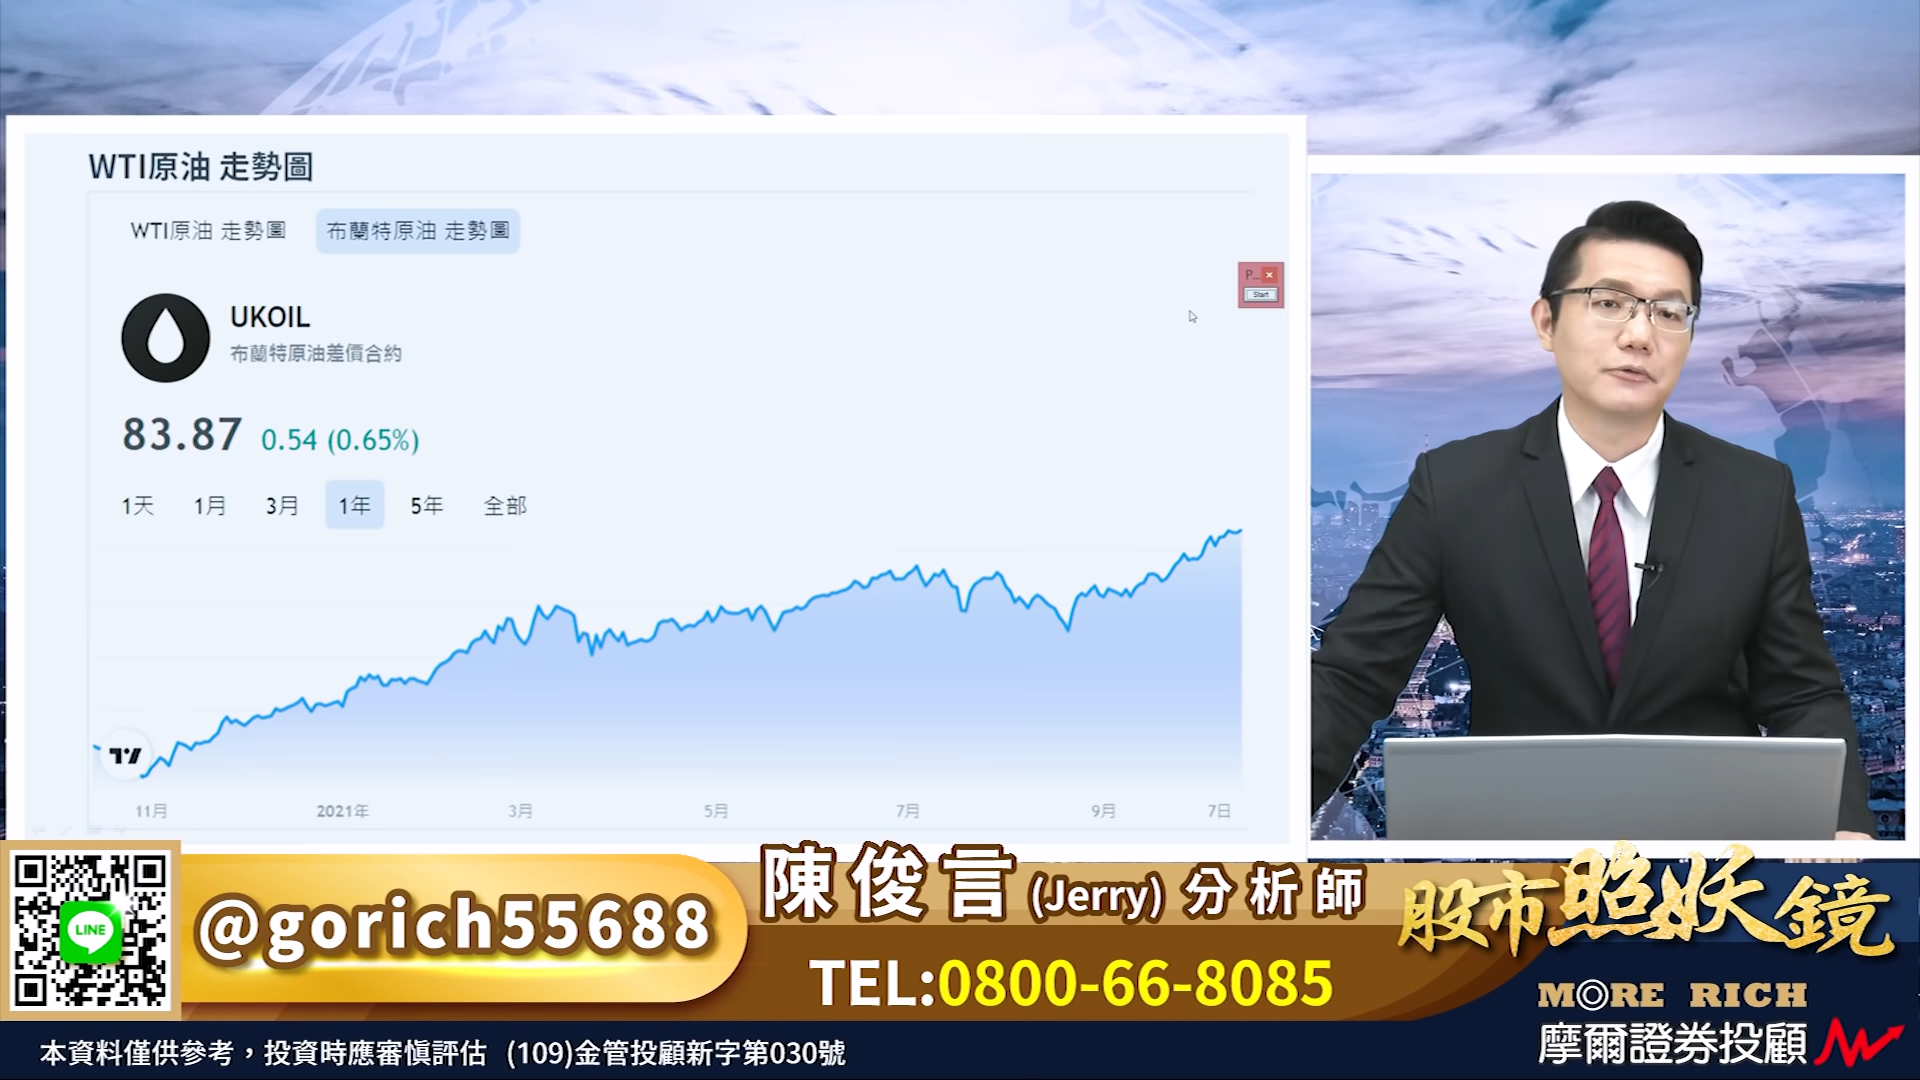 WTI原油 走勢圖
WTI原油 走勢圖
布蘭特原油 走勢圖
P...
Start
UKOIL
布蘭特原油差價合約
83.87 0.54 (0.65%)
1天 1月 3月 1年 5年 全部
11月 2021年 3月 5月 7月 9月 7日
LINE
@gorich55688
陳俊言(Jerry)分析師
TEL:0800-66-8085
股市照妖鏡
MORE RICH
摩爾證券投顧
本資料僅供參考，投資時應審慎評估 (109)金管投顧新字第030號